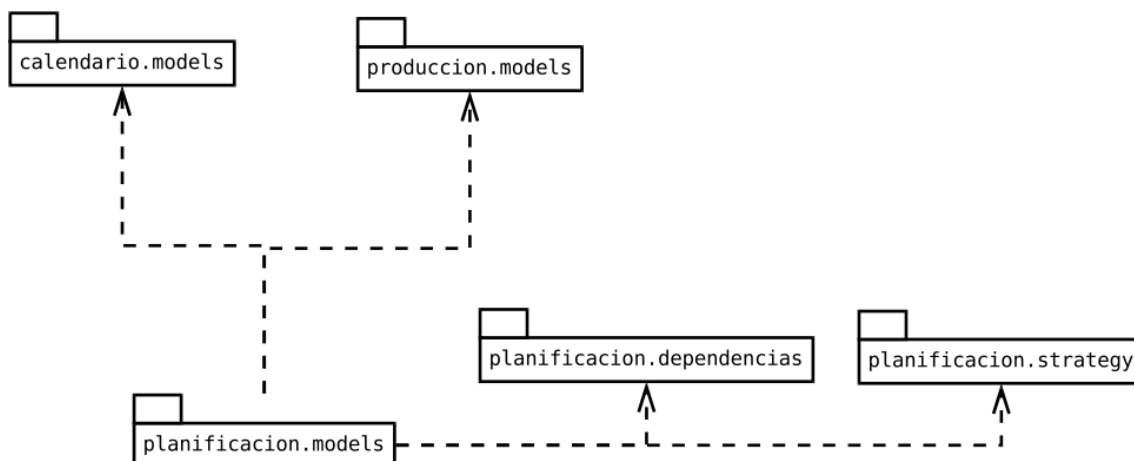 calendario.models
produccion.models
planificacion.dependencias
planificacion.strategy
planificacion.models